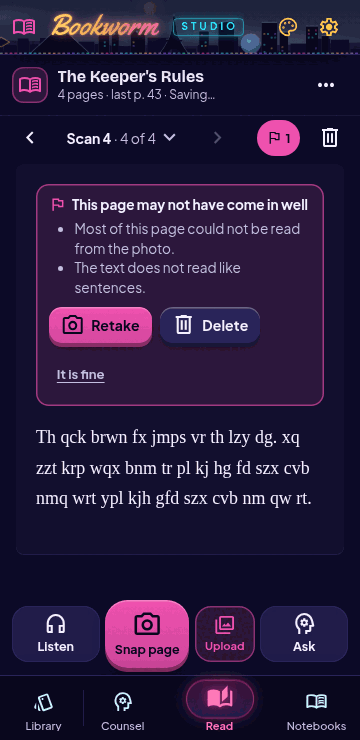 Bookworm STUDIO
The Keeper's Rules
4 pages · last p. 43 · Saving…
Scan 4 · 4 of 4
1
This page may not have come in well
• Most of this page could not be read
from the photo.
• The text does not read like
sentences.
Retake
Delete
It is fine
Th qck brwn fx jmps vr th lzy dg. xq
zzt krp wqx bnm tr pl kj hg fd szx cvb
nmq wrt ypl kjh gfd szx cvb nm qw rt.
Listen
Snap page
Upload
Ask
Library
Counsel
Read
Notebooks